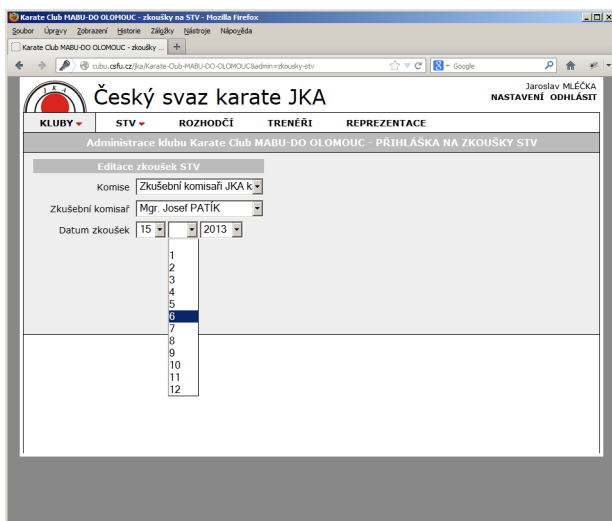 Karate Club MABU-DO OLOMOUC - zkoušky na STV - Mozilla Firefox
Soubor Úpravy Zobrazení Historie Záložky Nástroje Nápověda
Karate Club MABU-DO OLOMOUC - zkoušky ... +
cubu.csfu.cz/jka/Karate-Club-MABU-DO-OLOMOUC&admin=zkousky-stv Google
J K A
Český svaz karate JKA
Jaroslav MLÉČKA
NASTAVENÍ ODHLÁSIT
KLUBY STV ROZHODČÍ TRENÉŘI REPREZENTACE
Administrace klubu Karate Club MABU-DO OLOMOUC - PŘIHLÁŠKA NA ZKOUŠKY STV
Editace zkoušek STV
Komise Zkušební komisaři JKA k
Zkušební komisař Mgr. Josef PATÍK
Datum zkoušek 15 2013
1
2
3
4
5
6
7
8
9
10
11
12